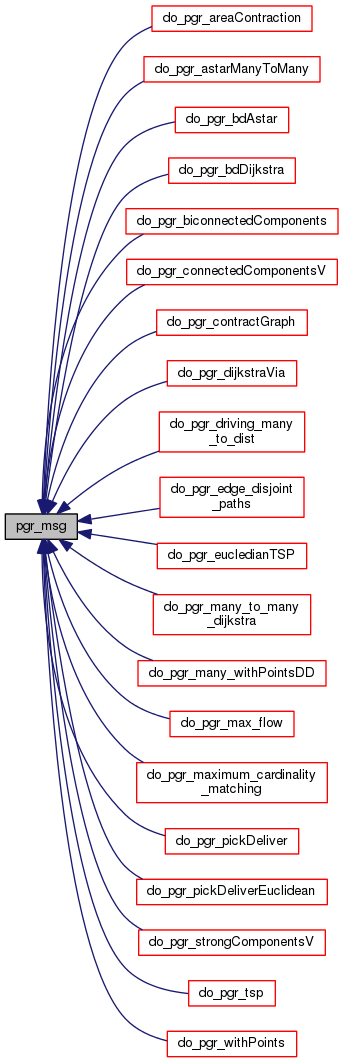 do_pgr_areaContraction
do_pgr_astarManyToMany
do_pgr_bdAstar
do_pgr_bdDijkstra
do_pgr_biconnectedComponents
do_pgr_connectedComponentsV
do_pgr_contractGraph
do_pgr_dijkstraVia
do_pgr_driving_many
_to_dist
do_pgr_edge_disjoint
_paths
pgr_msg
do_pgr_eucledianTSP
do_pgr_many_to_many
_dijkstra
do_pgr_many_withPointsDD
do_pgr_max_flow
do_pgr_maximum_cardinality
_matching
do_pgr_pickDeliver
do_pgr_pickDeliverEuclidean
do_pgr_strongComponentsV
do_pgr_tsp
do_pgr_withPoints